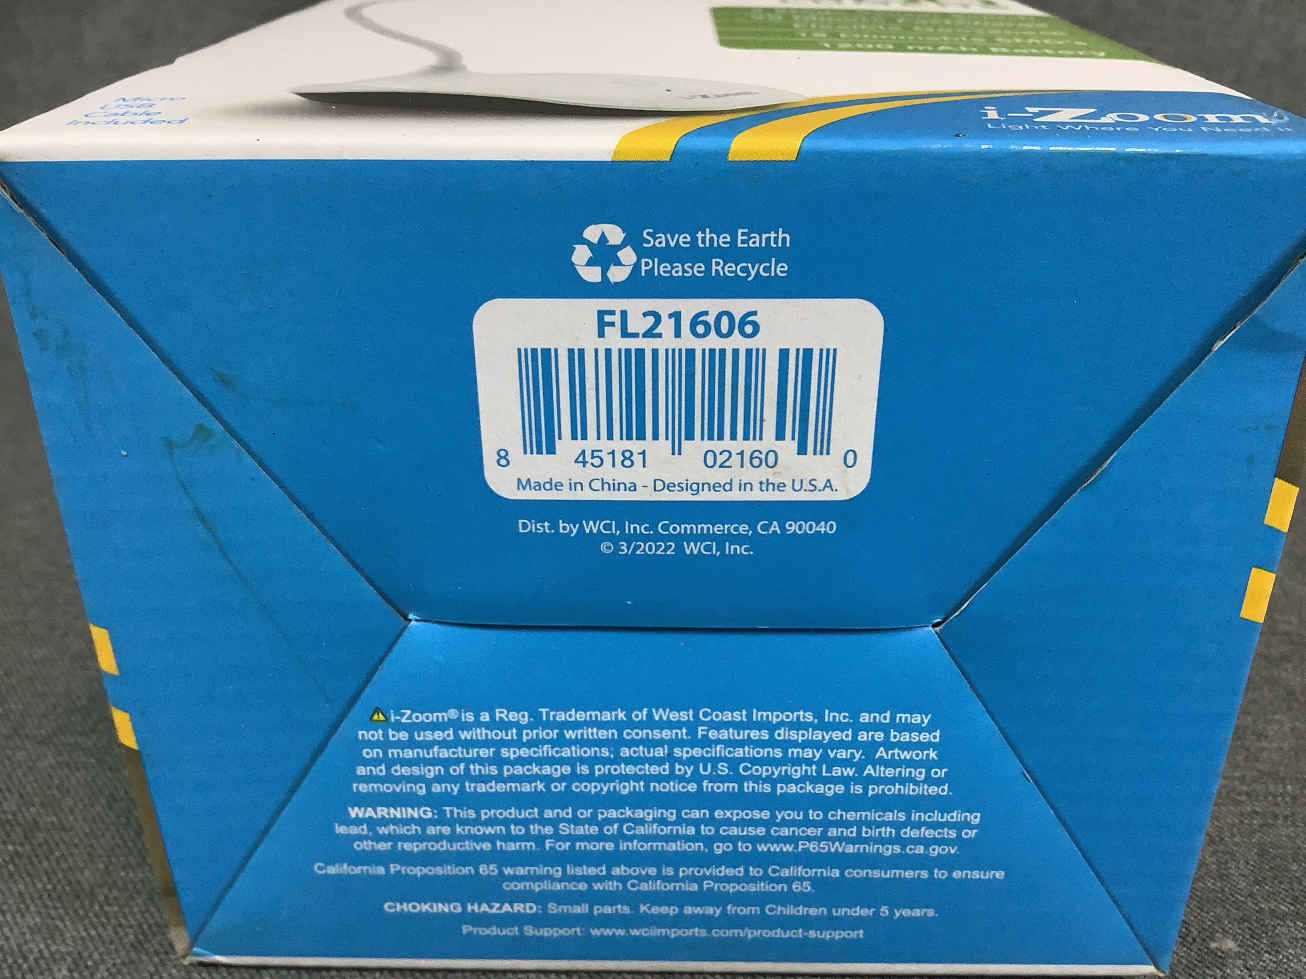 1200 mAh Battery
Micro
USB
Cable
Included
i-Zoom
i-Zoom®
Light Where You Need it
Save the Earth
Please Recycle
FL21606
8 45181 02160 0
Made in China - Designed in the U.S.A.
Dist. by WCI, Inc. Commerce, CA 90040
© 3/2022 WCI, Inc.
i-Zoom® is a Reg. Trademark of West Coast Imports, Inc. and may
not be used without prior written consent. Features displayed are based
on manufacturer specifications; actual specifications may vary. Artwork
and design of this package is protected by U.S. Copyright Law. Altering or
removing any trademark or copyright notice from this package is prohibited.
WARNING: This product and or packaging can expose you to chemicals including
lead, which are known to the State of California to cause cancer and birth defects or
other reproductive harm. For more information, go to www.P65Warnings.ca.gov.
California Proposition 65 warning listed above is provided to California consumers to ensure
compliance with California Proposition 65.
CHOKING HAZARD: Small parts. Keep away from Children under 5 years.
Product Support: www.wciimports.com/product-support